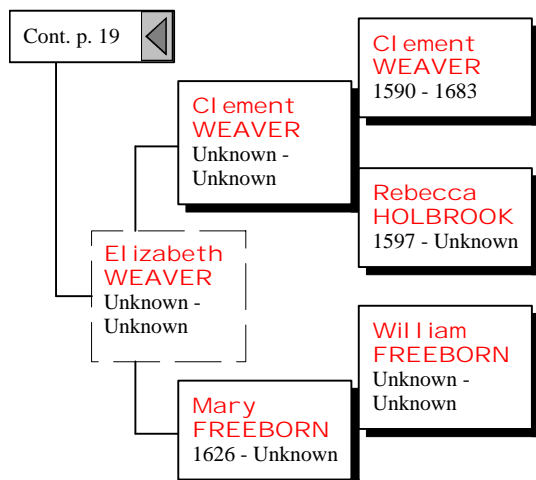 Cont. p. 19
Clement
WEAVER
1590 - 1683
Clement
WEAVER
Unknown -
Unknown
Rebecca
HOLBROOK
1597 - Unknown
Elizabeth
WEAVER
Unknown -
Unknown
William
FREEBORN
Unknown -
Unknown
Mary
FREEBORN
1626 - Unknown